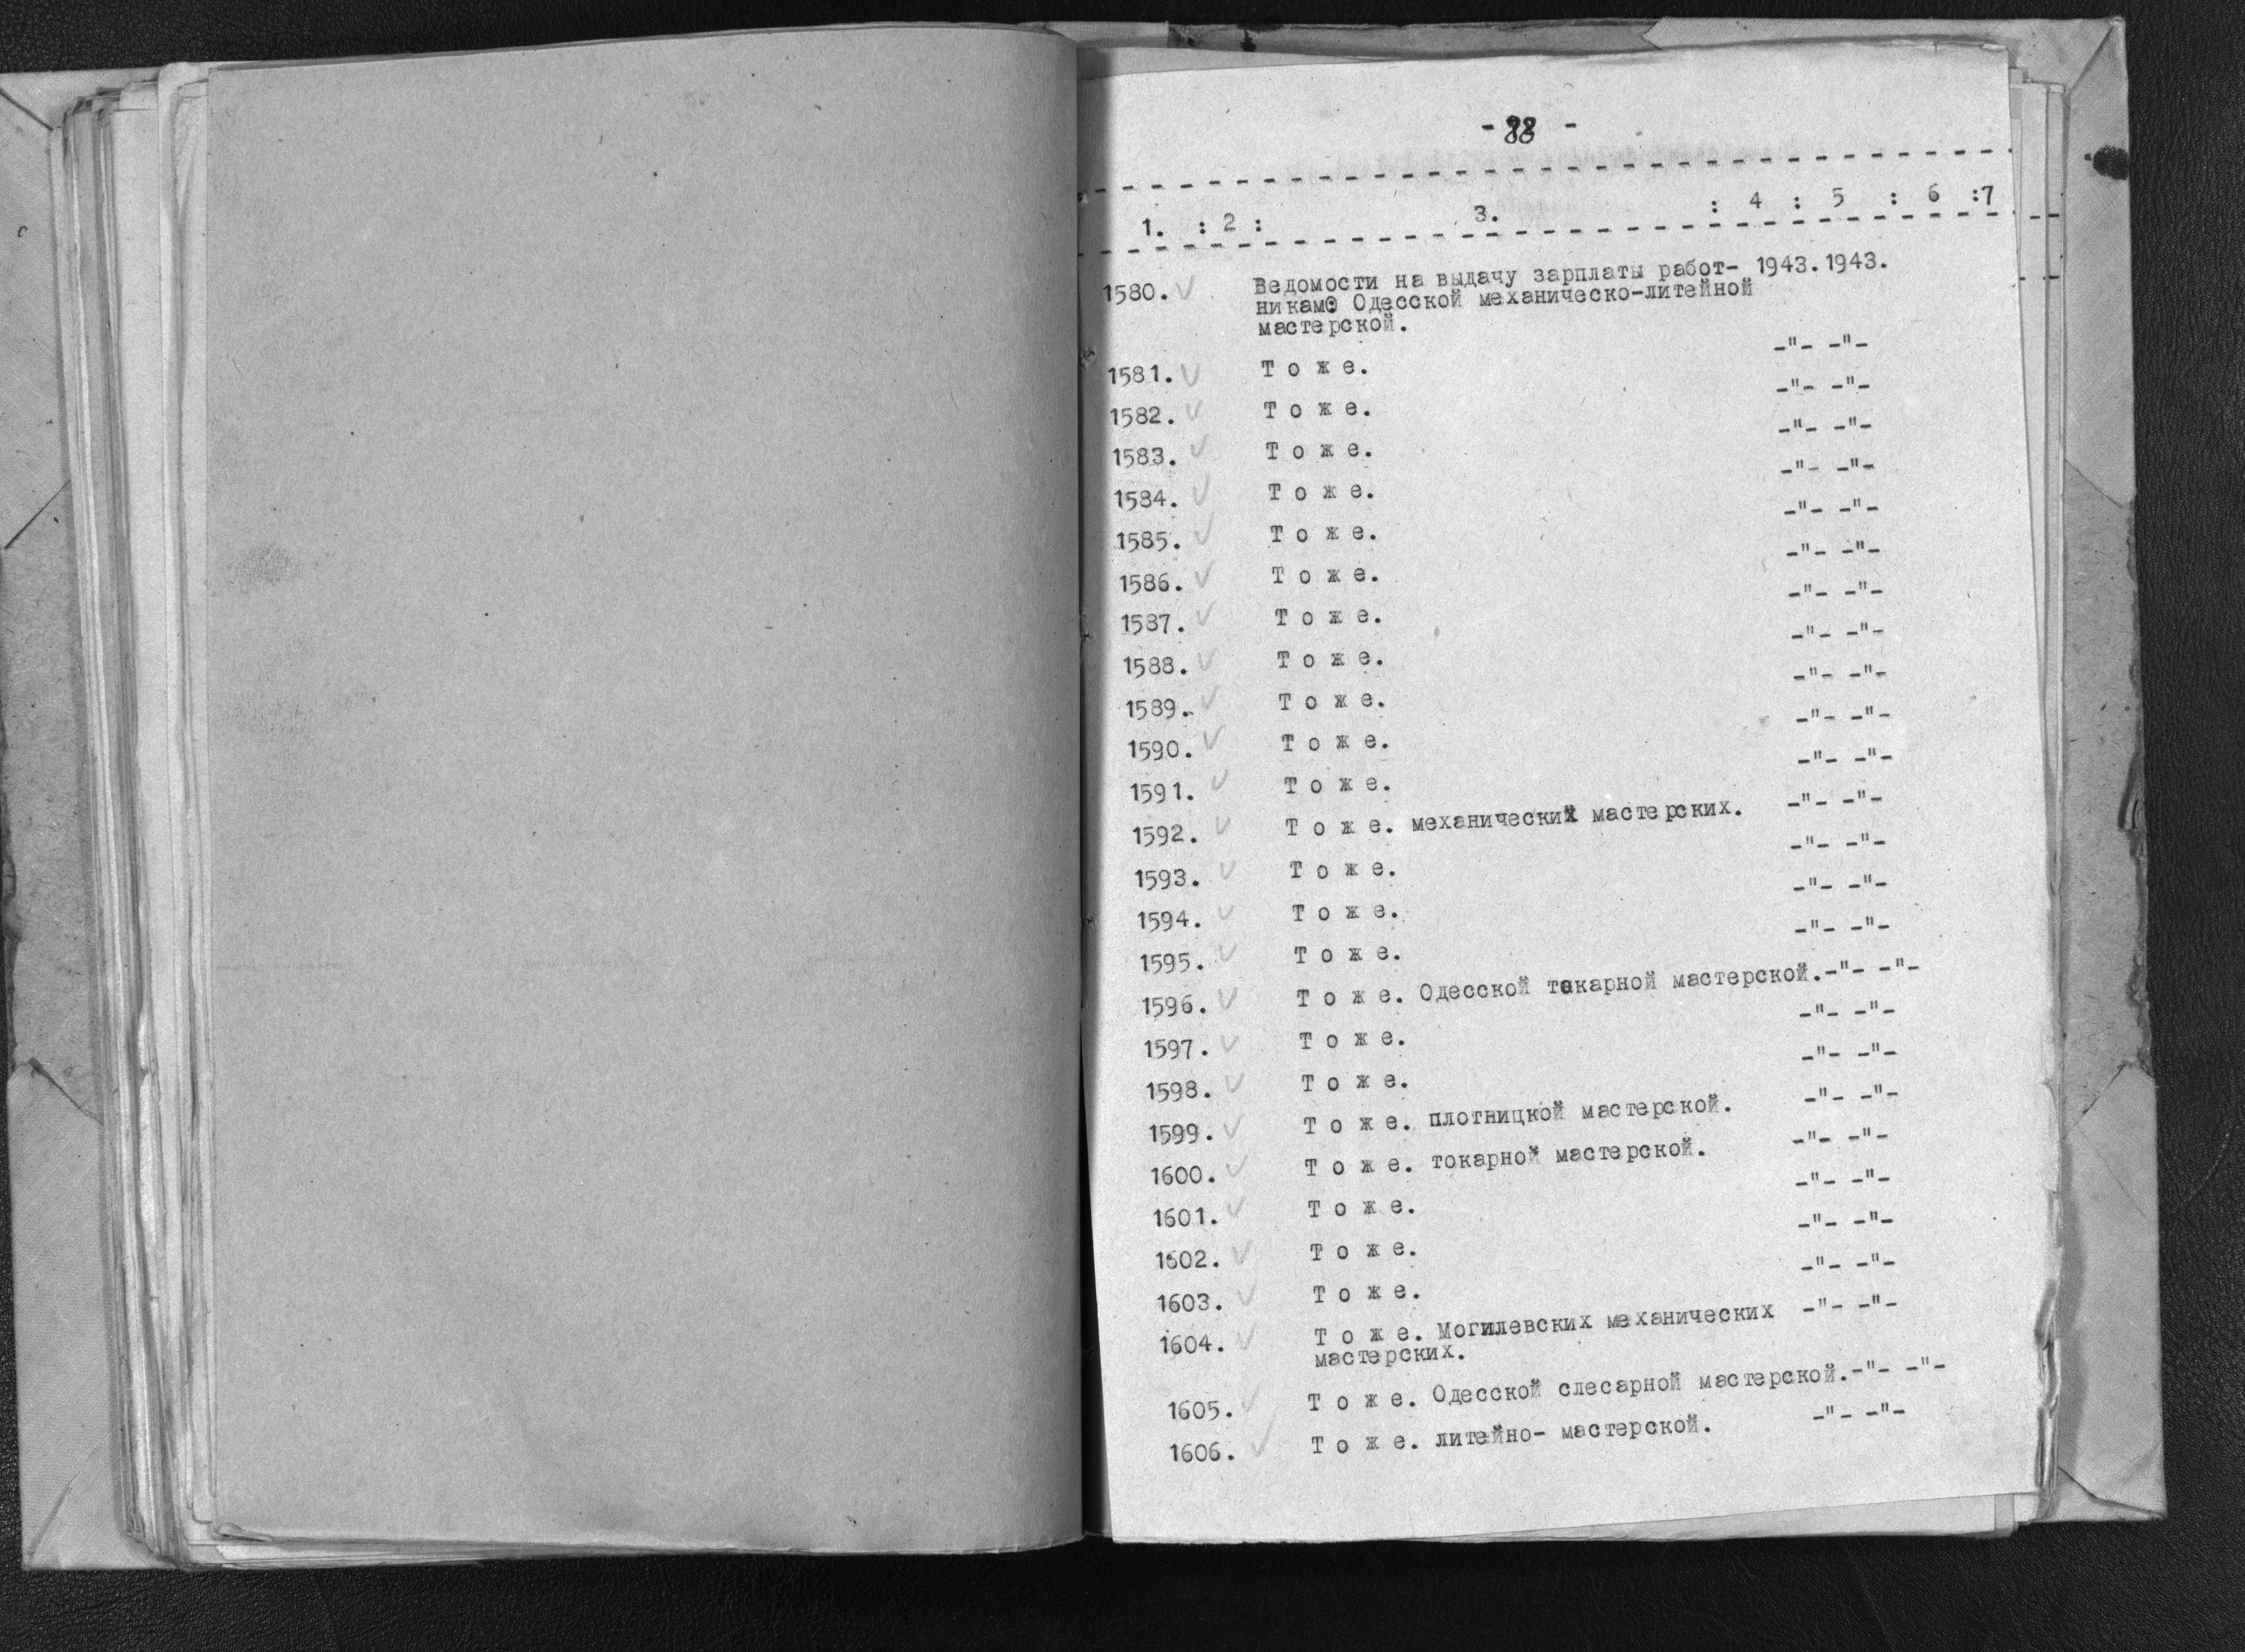 - 88 -
1. : 2 : 3. : 4 : 5 : 6 :7
1580. Ведомости на выдачу зарплаты работ- 1943.1943.
никам Одесской механическо-литейной
мастерской.
1581. Т о ж е. -"- -"-
1582. Т о ж е. -"- -"-
1583. Т о ж е. -"- -"-
1584. Т о ж е. -"- -"-
1585. Т о ж е. -"- -"-
1586. Т о ж е. -"- -"-
1587. Т о ж е. -"- -"-
1588. Т о ж е. -"- -"-
1589. Т о ж е. -"- -"-
1590. Т о ж е. -"- -"-
1591. Т о ж е. -"- -"-
1592. Т о ж е. механических мастерских. -"- -"-
1593. Т о ж е. -"- -"-
1594. Т о ж е. -"- -"-
1595. Т о ж е. -"- -"-
1596. Т о ж е. Одесской токарной мастерской.-"- -"-
1597. Т о ж е. -"- -"-
1598. Т о ж е. -"- -"-
1599. Т о ж е. плотницкой мастерской. -"- -"-
1600. Т о ж е. токарной мастерской. -"- -"-
1601. Т о ж е. -"- -"-
1602. Т о ж е. -"- -"-
1603. Т о ж е. -"- -"-
1604. Т о ж е. Могилевских механических -"- -"-
мастерских.
1605. Т о ж е. Одесской слесарной мастерской.-"- -"-
1606. Т о ж е. литейно- мастерской. -"- -"-